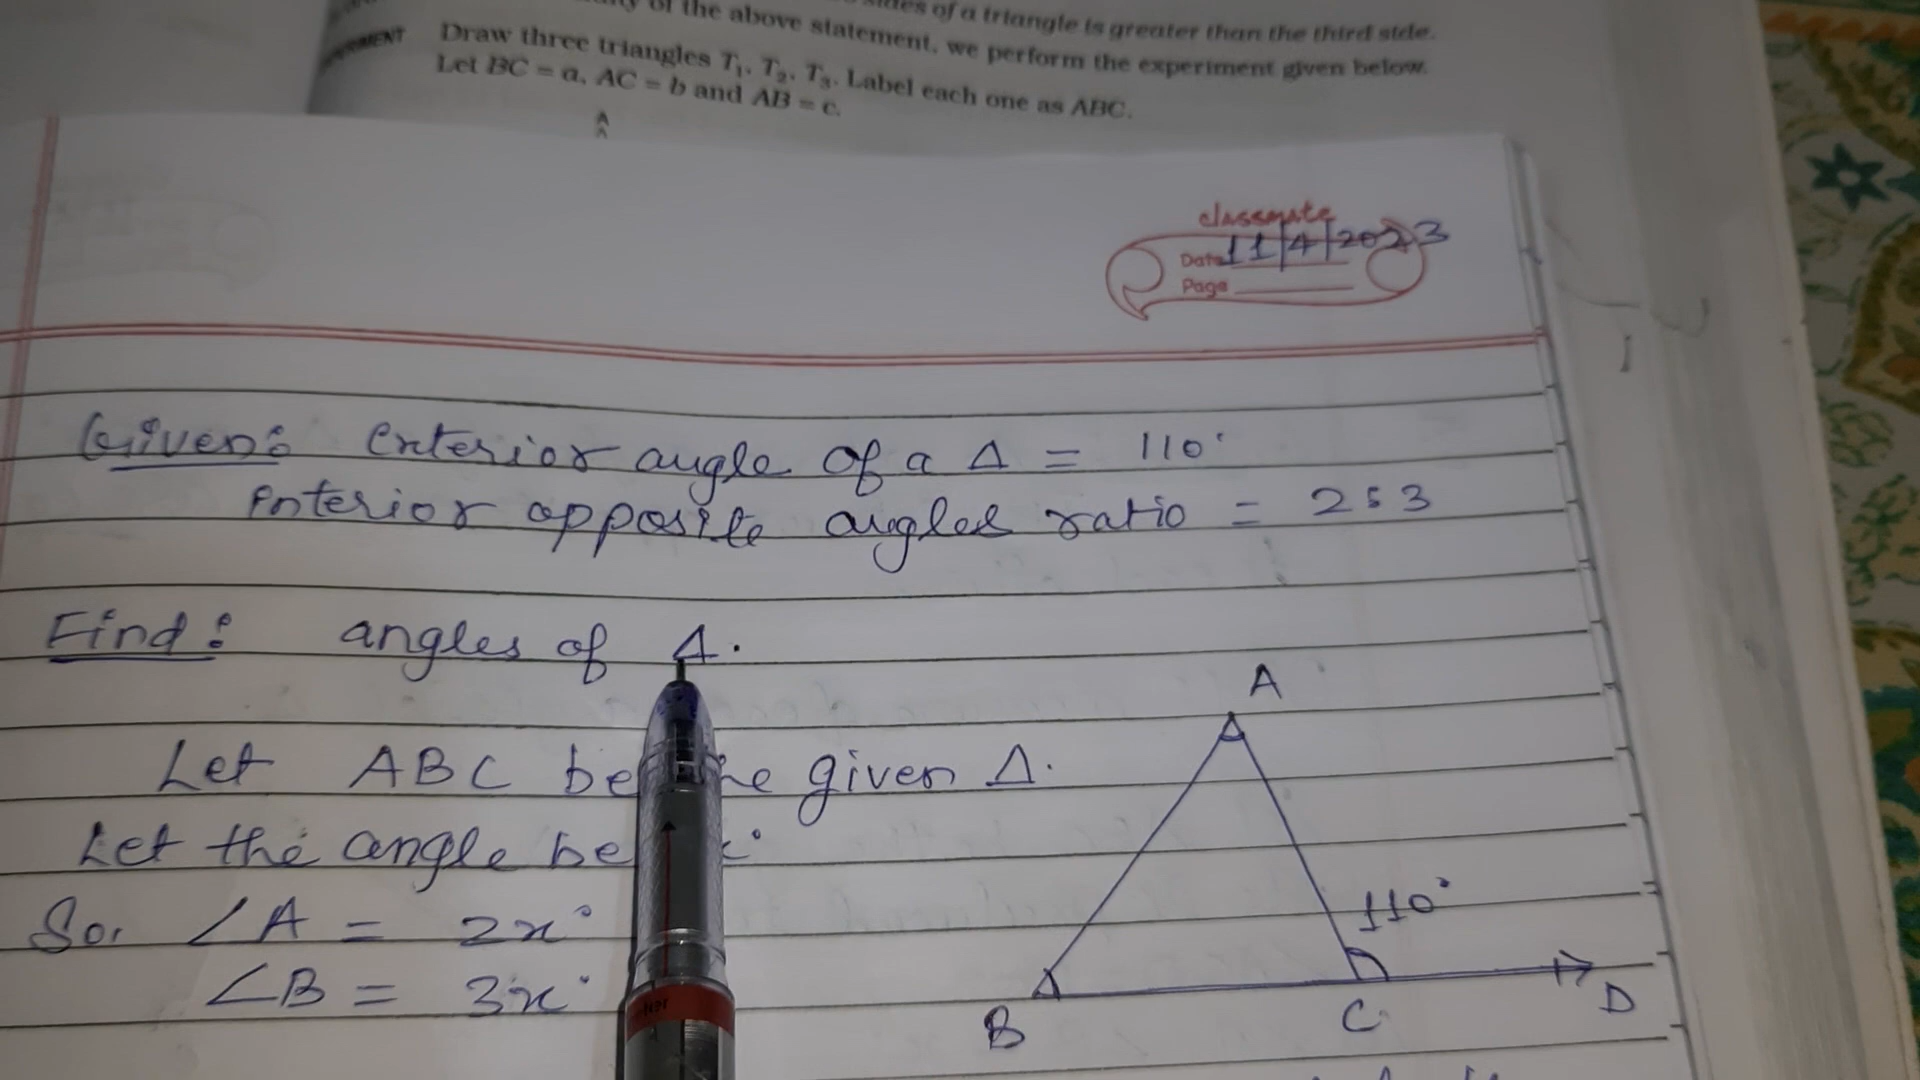 sides of a triangle is greater than the third side.
of the above statement, we perform the experiment given below.
Draw three triangles T₁, T₂, T₃. Label each one as ABC.
Let BC = a, AC = b and AB = c.
classmate
Date 11/4/2023
Page
Given: Exterior angle of a Δ = 110°
Interior opposite angles ratio = 2:3
Find: angles of Δ.
Let ABC be the given Δ.
Let the angle be x°
So, ∠A = 2x°
∠B = 3x°
A
110°
B
C
D